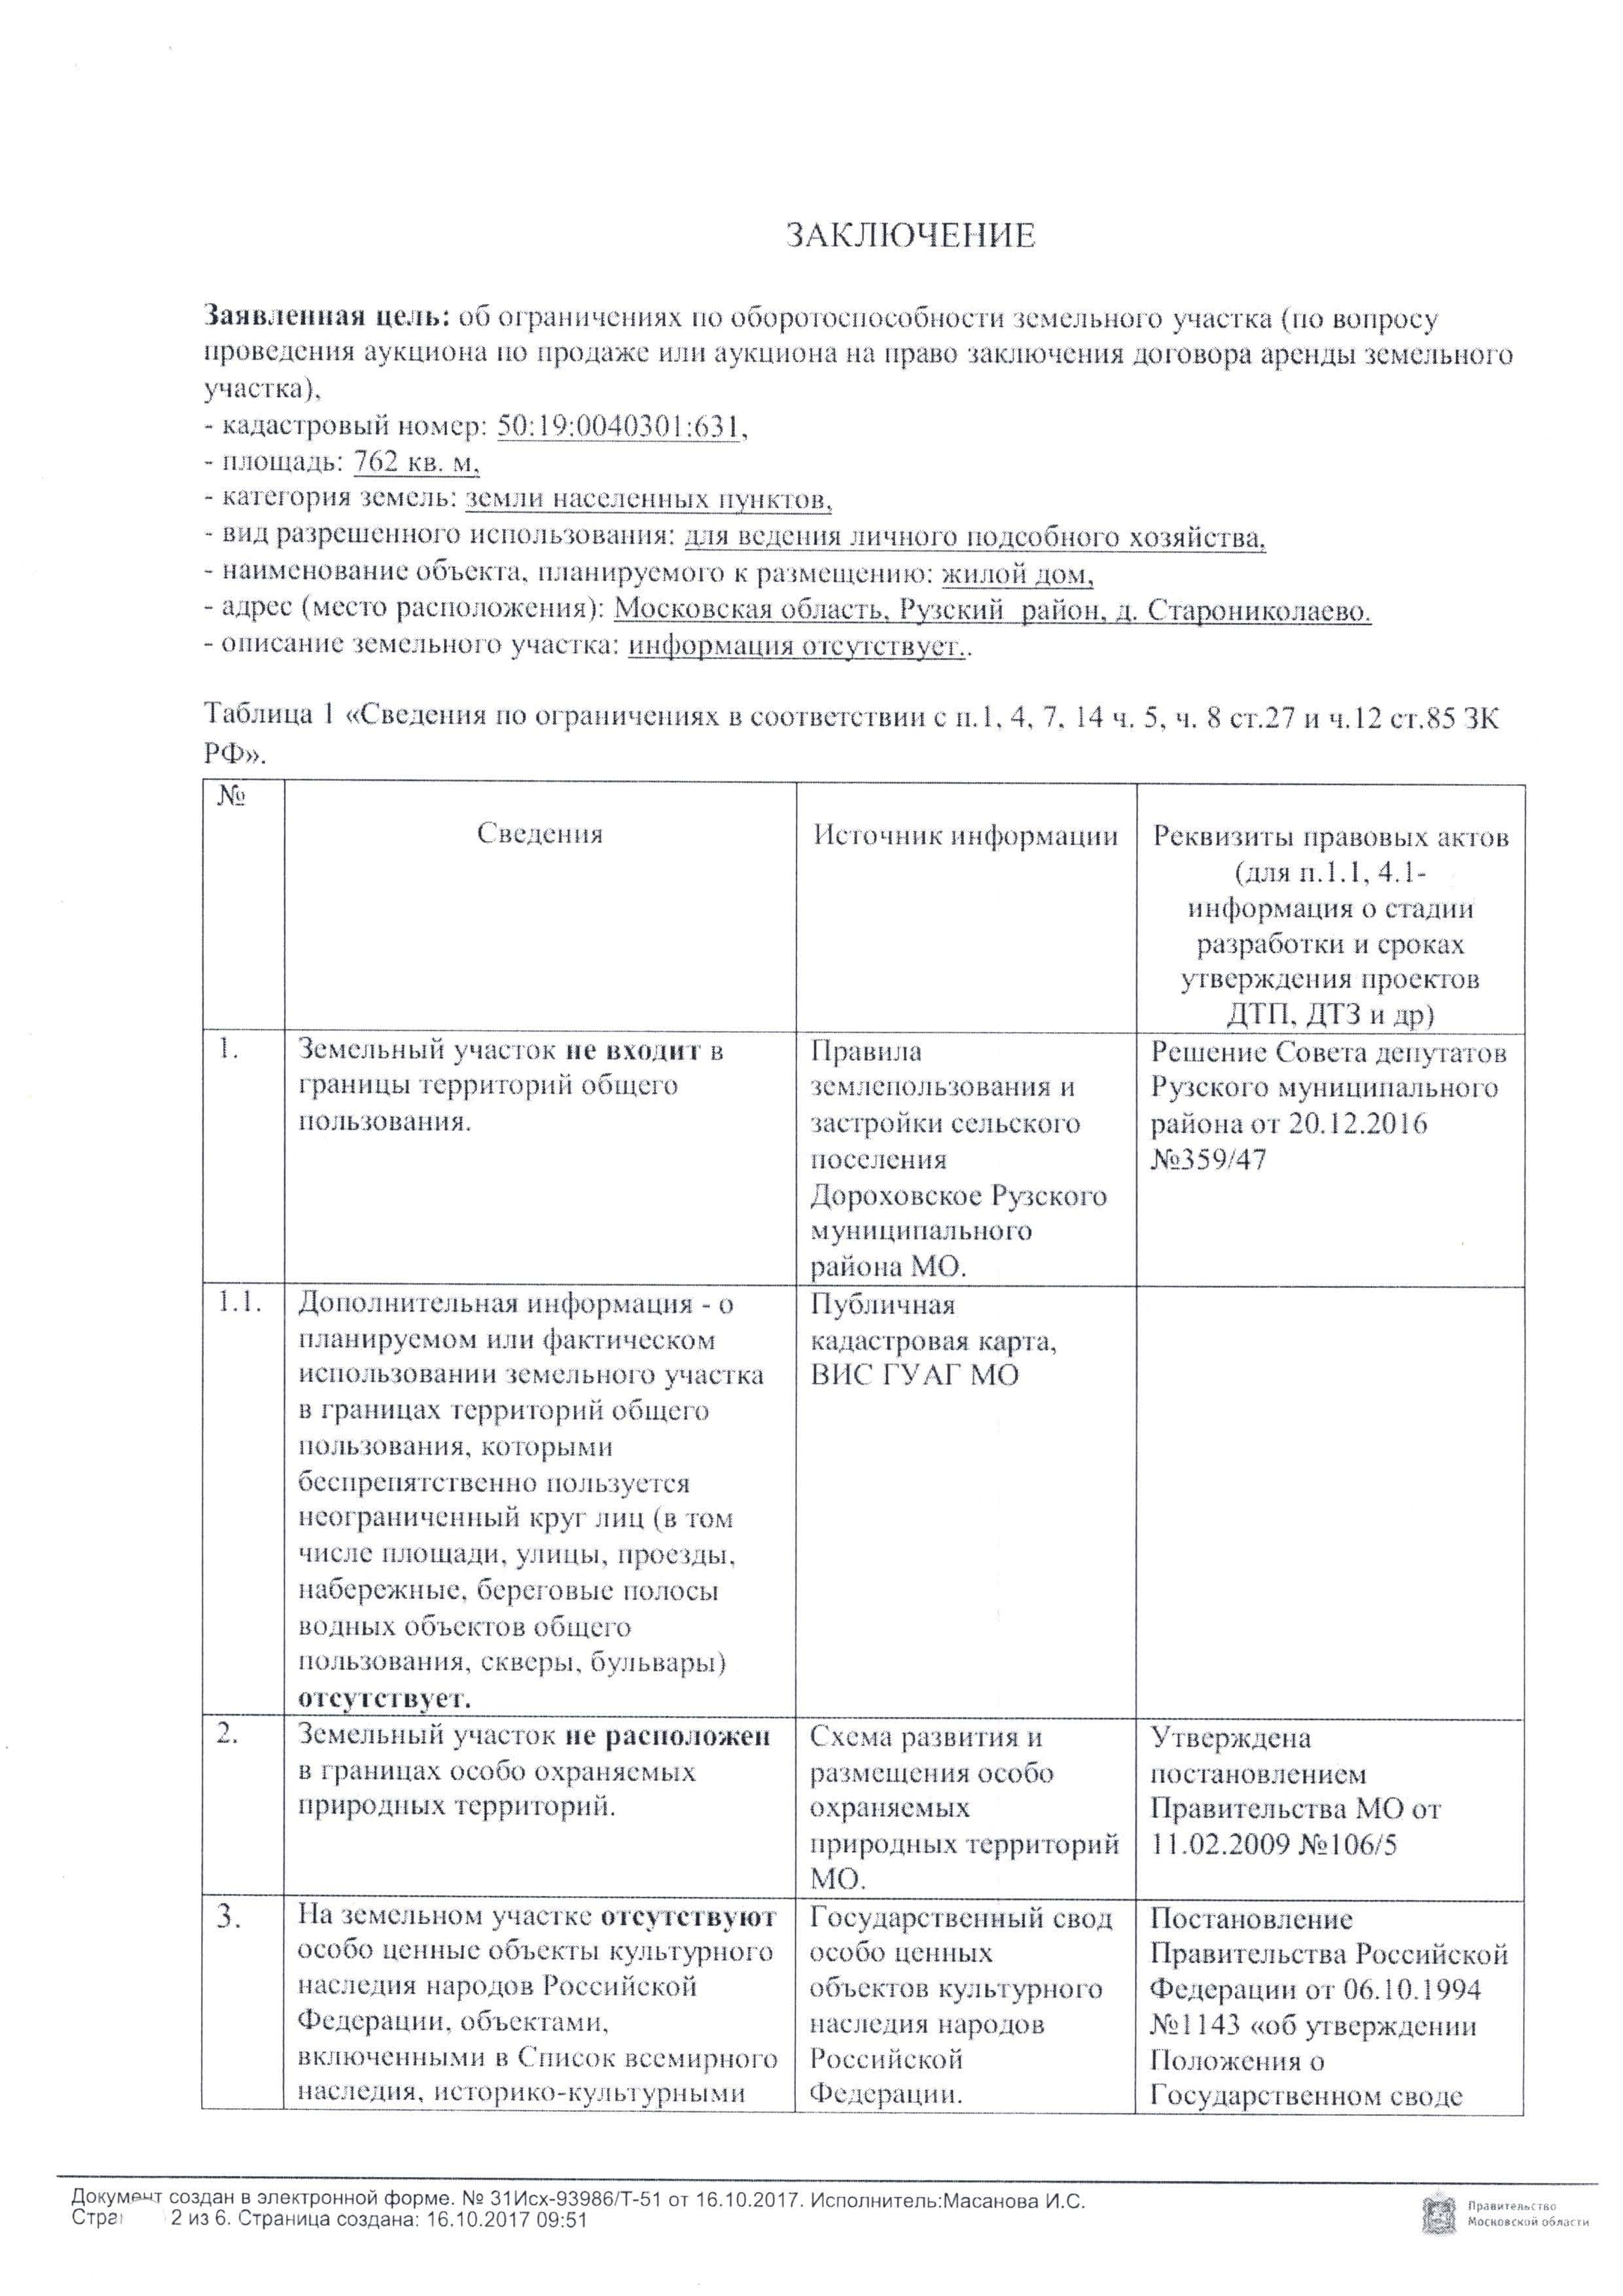 ЗАКЛЮЧЕНИЕ
Заявленная цель: об ограничениях по оборотоспособности земельного участка (по вопросу
проведения аукциона по продаже или аукциона на право заключения договора аренды земельного
участка),
- кадастровый номер: 50:19:0040301:631,
- площадь: 762 кв. м,
- категория земель: земли населенных пунктов,
- вид разрешенного использования: для ведения личного подсобного хозяйства,
- наименование объекта, планируемого к размещению: жилой дом,
- адрес (место расположения): Московская область, Рузский район, д. Старониколаево.
- описание земельного участка: информация отсутствует..
Таблица 1 «Сведения по ограничениях в соответствии с п.1, 4, 7, 14 ч. 5, ч. 8 ст.27 и ч.12 ст.85 ЗК
РФ».
№
Сведения
Источник информации
Реквизиты правовых актов
(для п.1.1, 4.1-
информация о стадии
разработки и сроках
утверждения проектов
ДТП, ДТЗ и др)
1.
Земельный участок не входит в
границы территорий общего
пользования.
Правила
землепользования и
застройки сельского
поселения
Дороховское Рузского
муниципального
района МО.
Решение Совета депутатов
Рузского муниципального
района от 20.12.2016
№359/47
1.1.
Дополнительная информация - о
планируемом или фактическом
использовании земельного участка
в границах территорий общего
пользования, которыми
беспрепятственно пользуется
неограниченный круг лиц (в том
числе площади, улицы, проезды,
набережные, береговые полосы
водных объектов общего
пользования, скверы, бульвары)
отсутствует.
Публичная
кадастровая карта,
ВИС ГУАГ МО
2.
Земельный участок не расположен
в границах особо охраняемых
природных территорий.
Схема развития и
размещения особо
охраняемых
природных территорий
МО.
Утверждена
постановлением
Правительства МО от
11.02.2009 №106/5
3.
На земельном участке отсутствуют
особо ценные объекты культурного
наследия народов Российской
Федерации, объектами,
включенными в Список всемирного
наследия, историко-культурными
Государственный свод
особо ценных
объектов культурного
наследия народов
Российской
Федерации.
Постановление
Правительства Российской
Федерации от 06.10.1994
№1143 «об утверждении
Положения о
Государственном своде
Документ создан в электронной форме. № 31Исх-93986/Т-51 от 16.10.2017. Исполнитель:Масанова И.С.
2 из 6. Страница создана: 16.10.2017 09:51
Правительство
Московской области